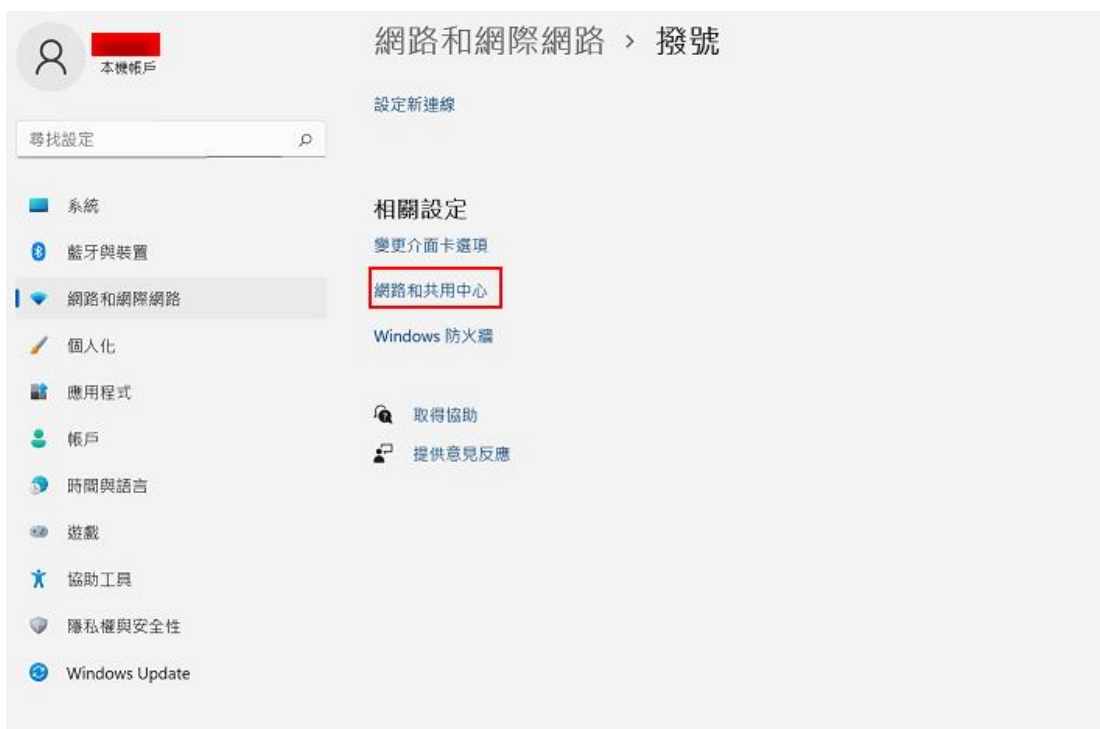 本機帳戶
尋找設定
系統
藍牙與裝置
網路和網際網路
個人化
應用程式
帳戶
時間與語言
遊戲
協助工具
隱私權與安全性
Windows Update
網路和網際網路 › 撥號
設定新連線
相關設定
變更介面卡選項
網路和共用中心
Windows 防火牆
取得協助
提供意見反應